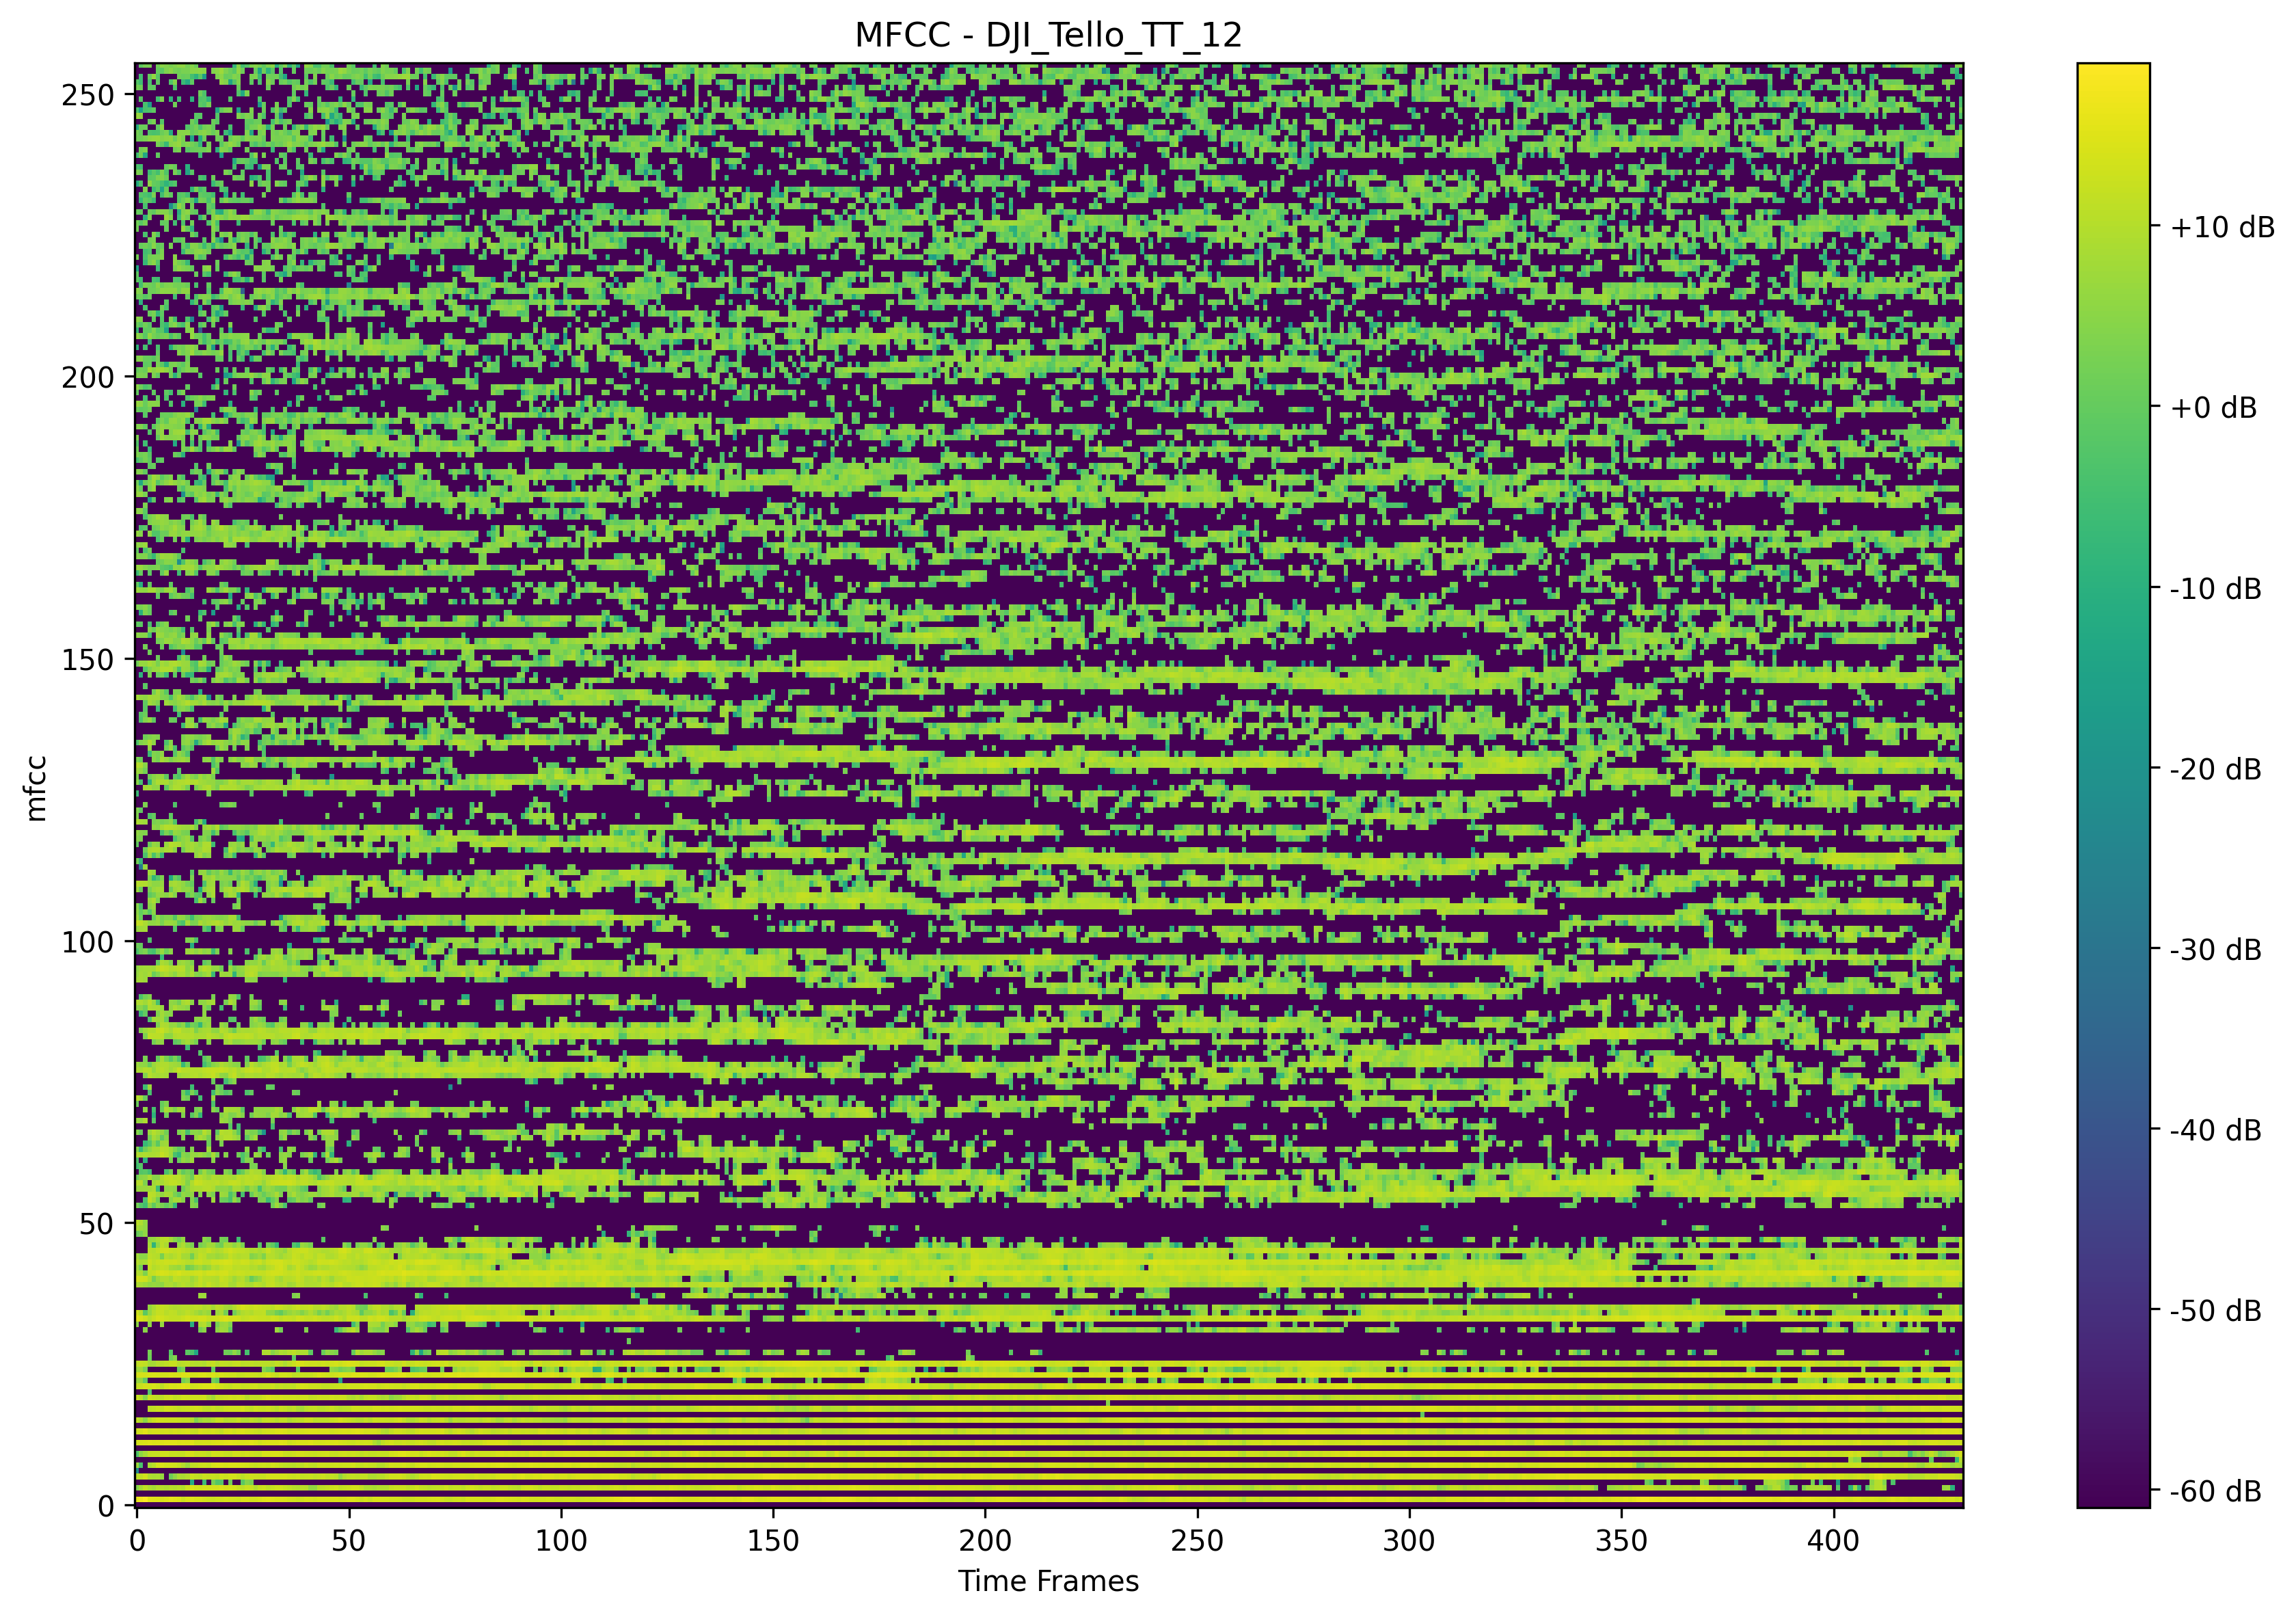 MFCC - DJI_Tello_TT_12
250
200
150
100
50
0
mfcc
0 50 100 150 200 250 300 350 400
Time Frames
+10 dB
+0 dB
-10 dB
-20 dB
-30 dB
-40 dB
-50 dB
-60 dB